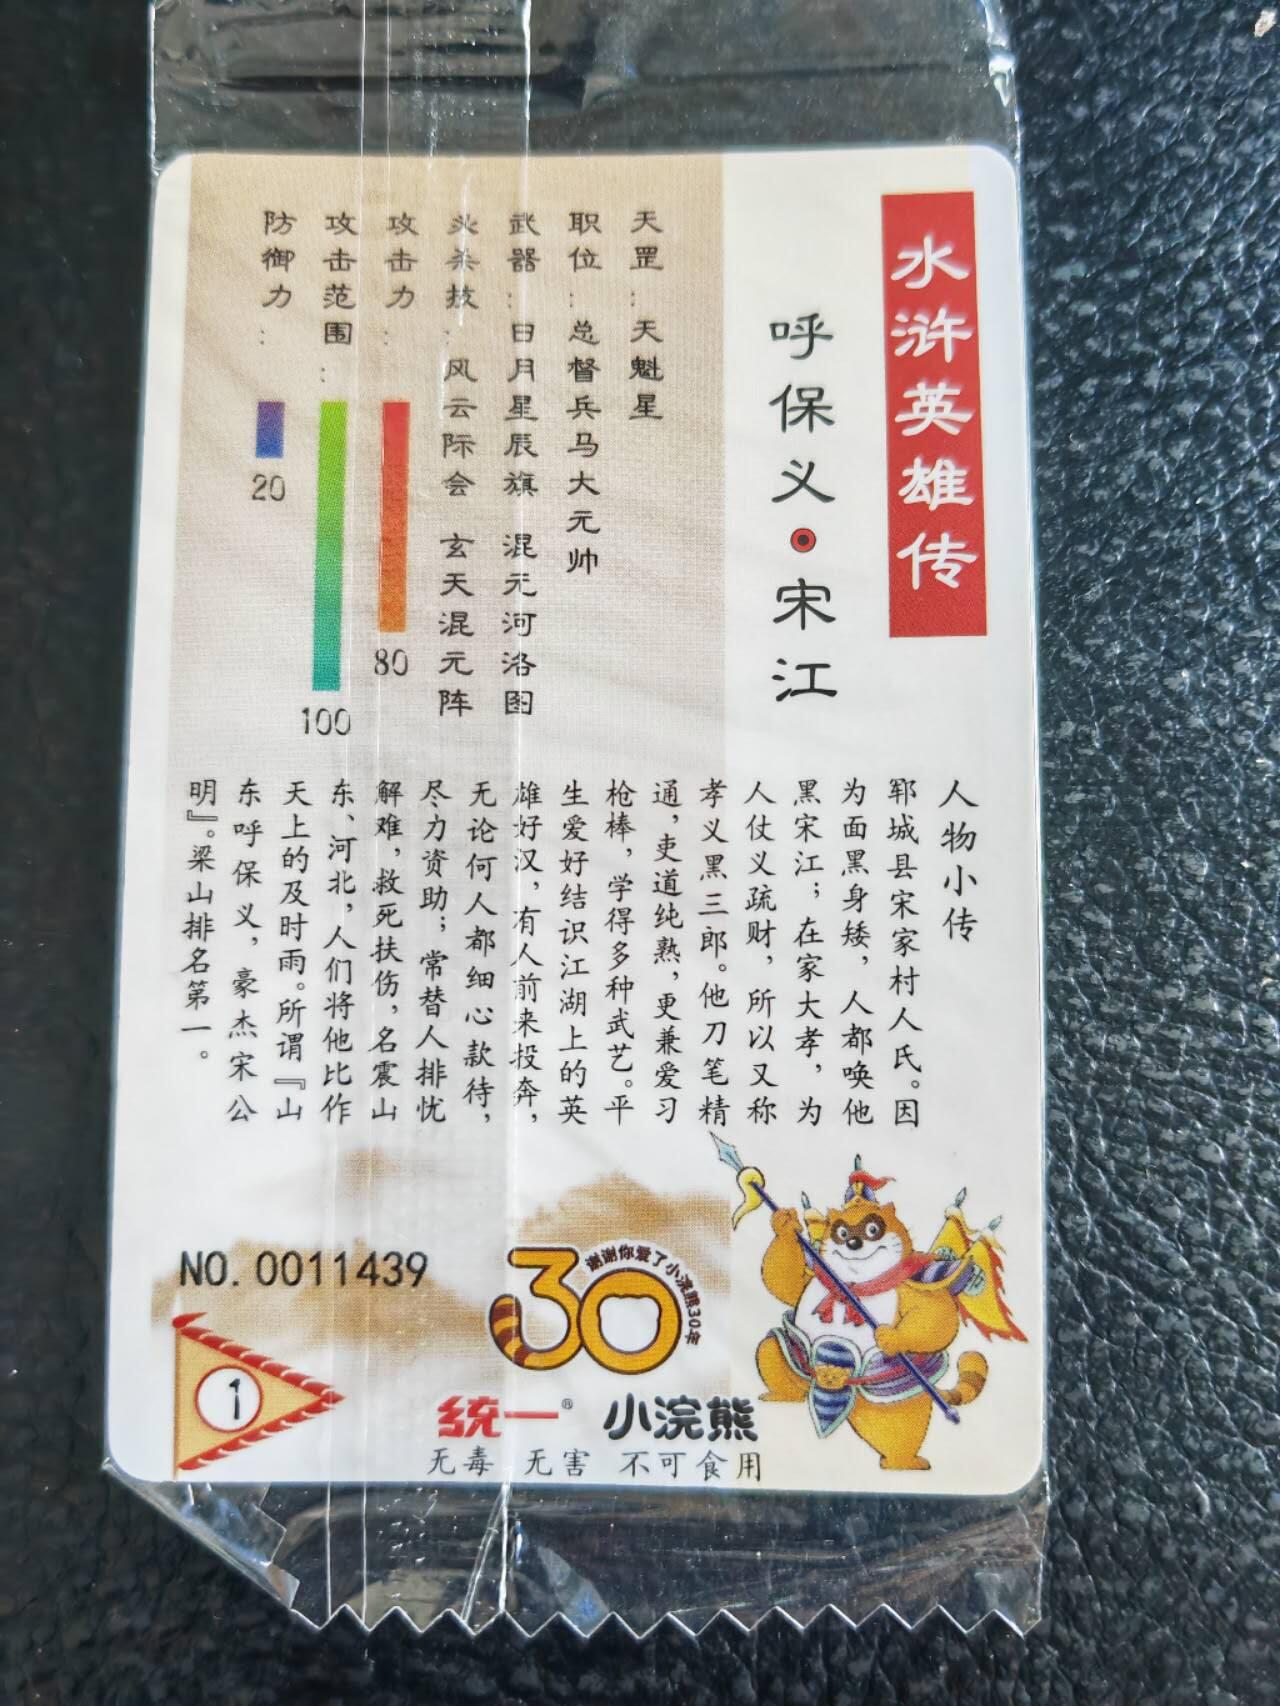 水浒英雄传
呼保义·宋江
天罡：天魁星
职位：总督兵马大元帅
武器：日月星辰旗 混元河洛图
必杀技：风云际会 玄天混元阵
攻击力：
80
攻击范围：
100
防御力：
20
人物小传
郓城县宋家村人氏。因
为面黑身矮，人都唤他
黑宋江；在家大孝，为
人仗义疏财，所以又称
孝义黑三郎。他刀笔精
通，吏道纯熟，更兼爱习
枪棒，学得多种武艺。平
生爱好结识江湖上的英
雄好汉，有人前来投奔，
无论何人都细心款待，
尽力资助；常替人排忧
解难，救死扶伤，名震山
东、河北，人们将他比作
天上的及时雨。所谓『山
东呼保义，豪杰宋公
明』。梁山排名第一。
NO.0011439
30
谢谢你爱了小浣熊30年
1
统一® 小浣熊
无毒 无害 不可食用